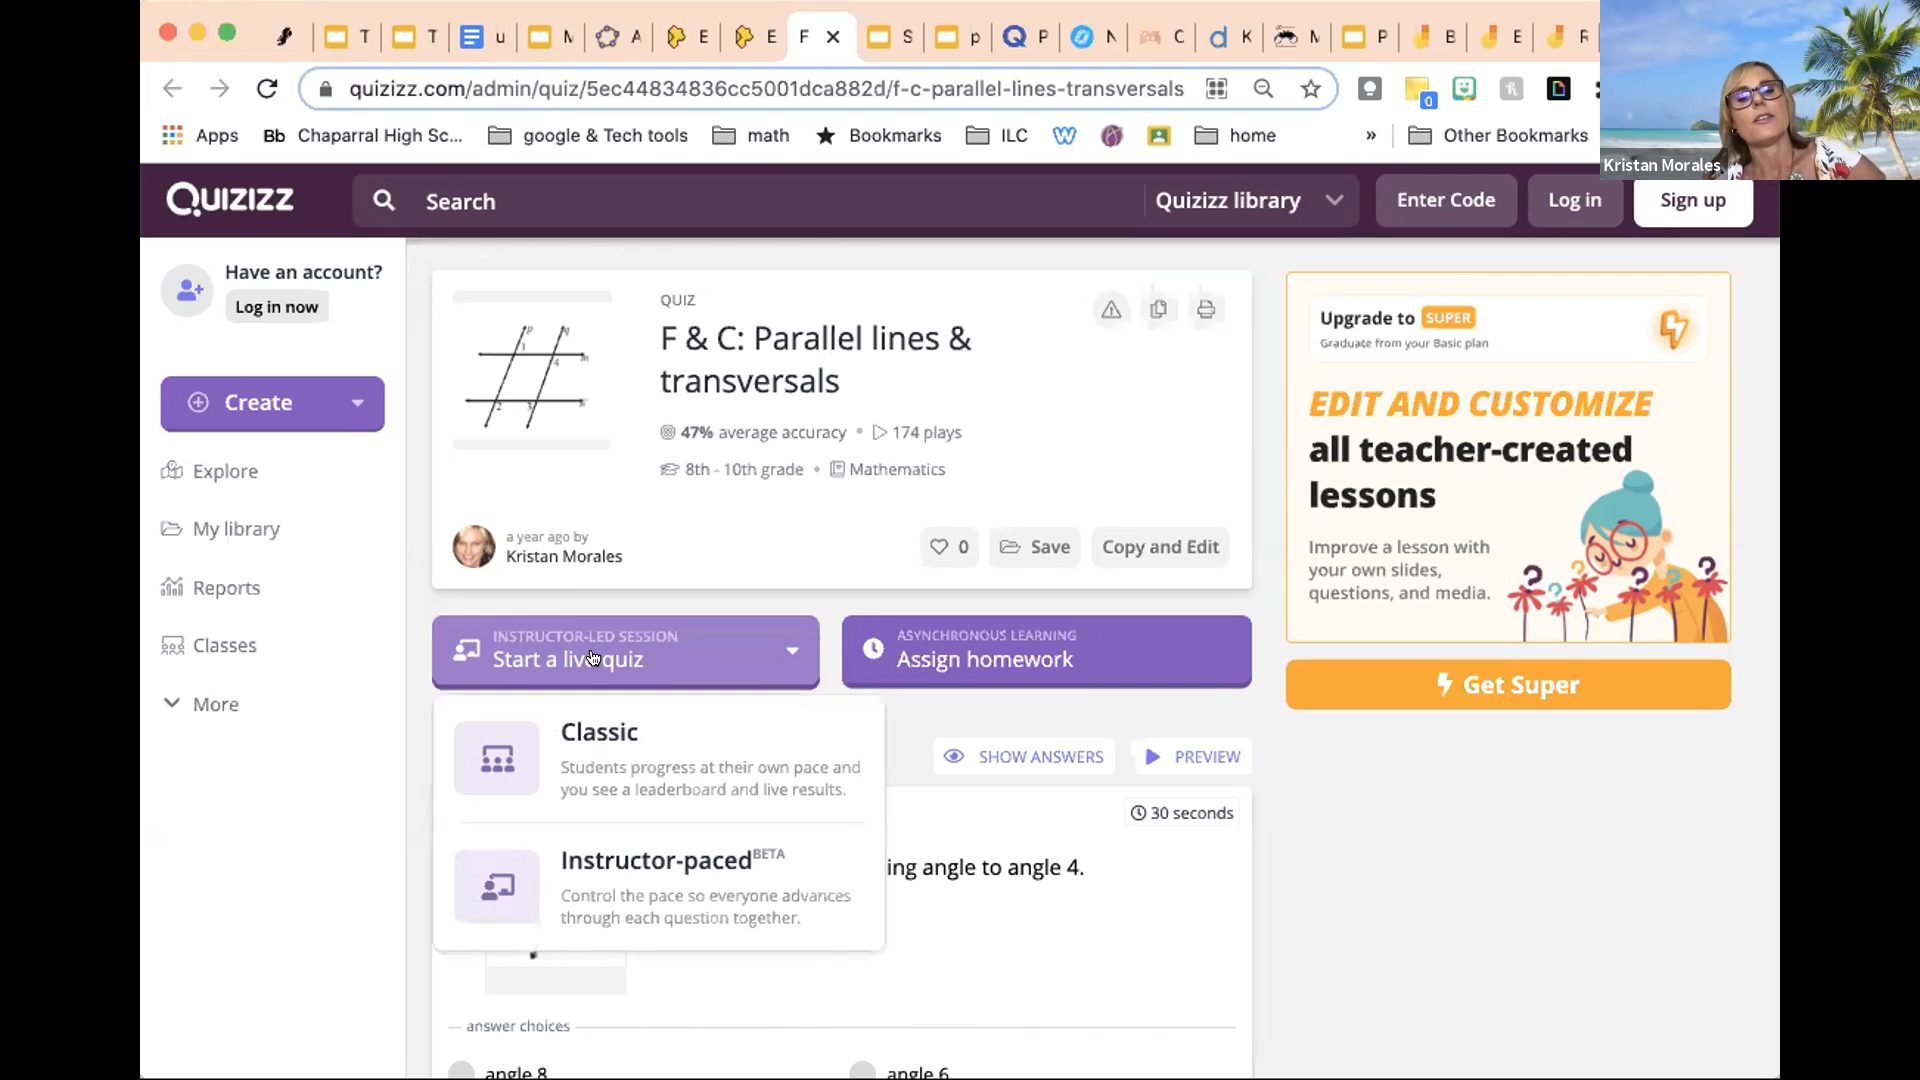 T
T
u
M
A
E
E
F
S
p
P
N
C
K
M
P
B
E
R
quizizz.com/admin/quiz/5ec44834836cc5001dca882d/f-c-parallel-lines-transversals
0
Apps
Bb Chaparral High Sc...
google & Tech tools
math
Bookmarks
ILC
home
»
Other Bookmarks
Kristan Morales
QUIZIZZ
Search
Quizizz library
Enter Code
Log in
Sign up
Have an account?
Log in now
Create
Explore
My library
Reports
Classes
More
QUIZ
F & C: Parallel lines &
transversals
47% average accuracy • 174 plays
8th - 10th grade • Mathematics
p
q
1
m
4
2
3
a year ago by
Kristan Morales
0
Save
Copy and Edit
INSTRUCTOR-LED SESSION
Start a live quiz
ASYNCHRONOUS LEARNING
Assign homework
Classic
Students progress at their own pace and
you see a leaderboard and live results.
Instructor-paced BETA
Control the pace so everyone advances
through each question together.
SHOW ANSWERS
PREVIEW
30 seconds
ing angle to angle 4.
answer choices
angle 8
angle 6
Upgrade to SUPER
Graduate from your Basic plan
EDIT AND CUSTOMIZE
all teacher-created
lessons
Improve a lesson with
your own slides,
questions, and media.
? ? ? ? ? ?
Get Super